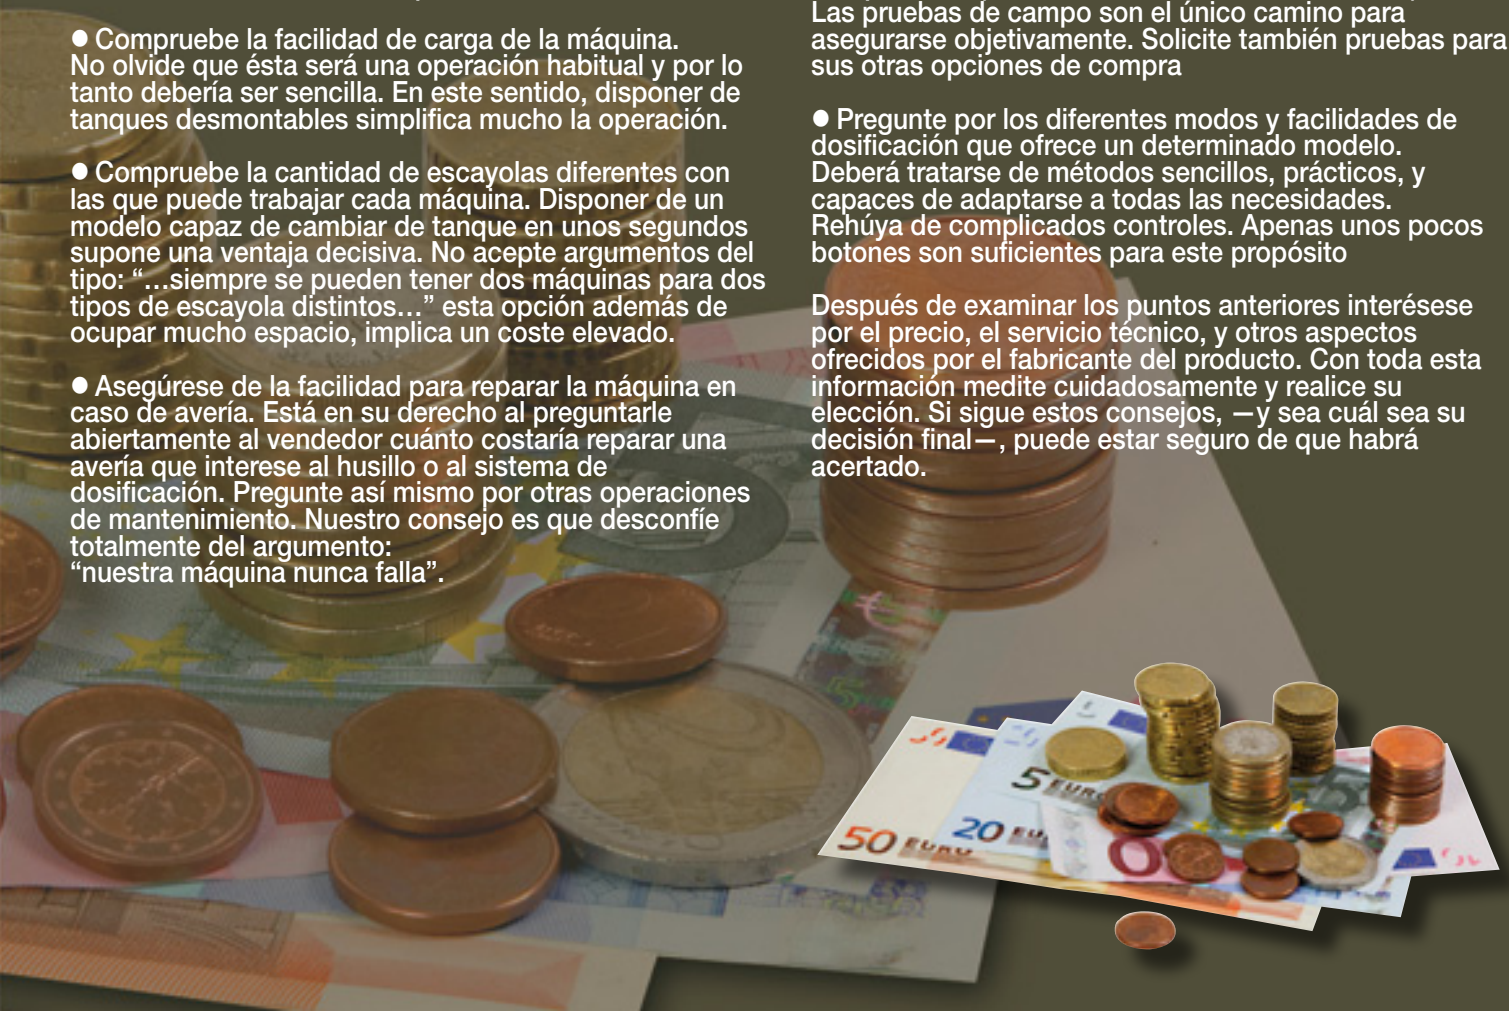 ● Compruebe la facilidad de carga de la máquina.
No olvide que ésta será una operación habitual y por lo
tanto debería ser sencilla. En este sentido, disponer de
tanques desmontables simplifica mucho la operación.
● Compruebe la cantidad de escayolas diferentes con
las que puede trabajar cada máquina. Disponer de un
modelo capaz de cambiar de tanque en unos segundos
supone una ventaja decisiva. No acepte argumentos del
tipo: “...siempre se pueden tener dos máquinas para dos
tipos de escayola distintos...” esta opción además de
ocupar mucho espacio, implica un coste elevado.
● Asegúrese de la facilidad para reparar la máquina en
caso de avería. Está en su derecho al preguntarle
abiertamente al vendedor cuánto costaría reparar una
avería que interese al husillo o al sistema de
dosificación. Pregunte así mismo por otras operaciones
de mantenimiento. Nuestro consejo es que desconfíe
totalmente del argumento:
“nuestra máquina nunca falla”.
Las pruebas de campo son el único camino para
asegurarse objetivamente. Solicite también pruebas para
sus otras opciones de compra
● Pregunte por los diferentes modos y facilidades de
dosificación que ofrece un determinado modelo.
Deberá tratarse de métodos sencillos, prácticos, y
capaces de adaptarse a todas las necesidades.
Rehúya de complicados controles. Apenas unos pocos
botones son suficientes para este propósito
Después de examinar los puntos anteriores interésese
por el precio, el servicio técnico, y otros aspectos
ofrecidos por el fabricante del producto. Con toda esta
información medite cuidadosamente y realice su
elección. Si sigue estos consejos, —y sea cuál sea su
decisión final—, puede estar seguro de que habrá
acertado.
5 EURO
20 EU
50 EURO